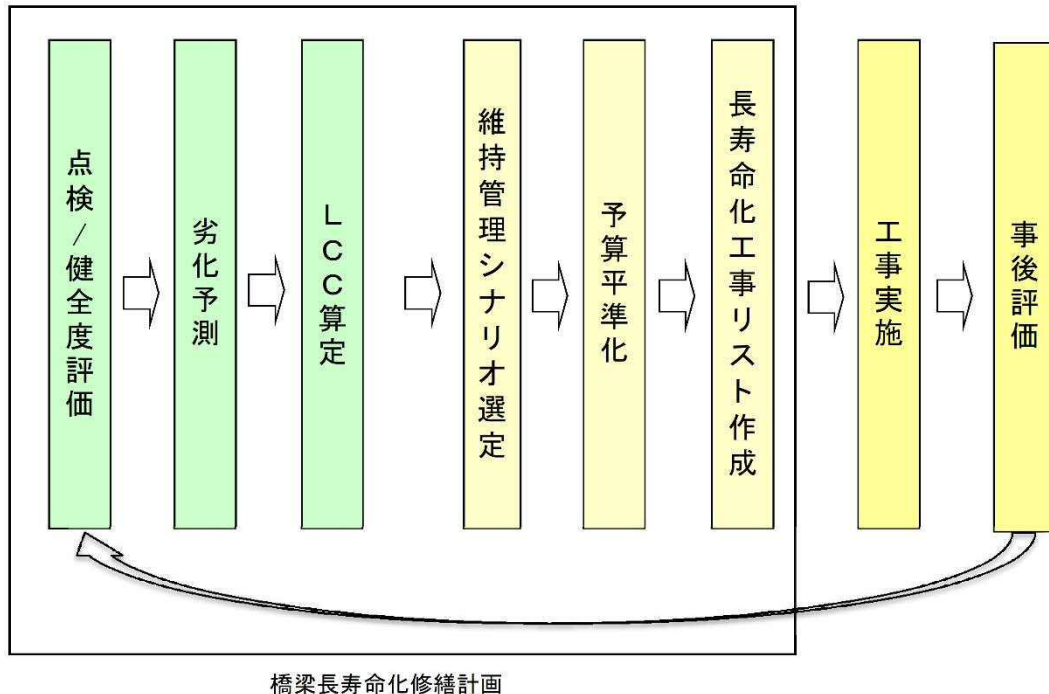 点検/健全度評価
劣化予測
LCC算定
維持管理シナリオ選定
予算平準化
長寿命化工事リスト作成
工事実施
事後評価
橋梁長寿命化修繕計画